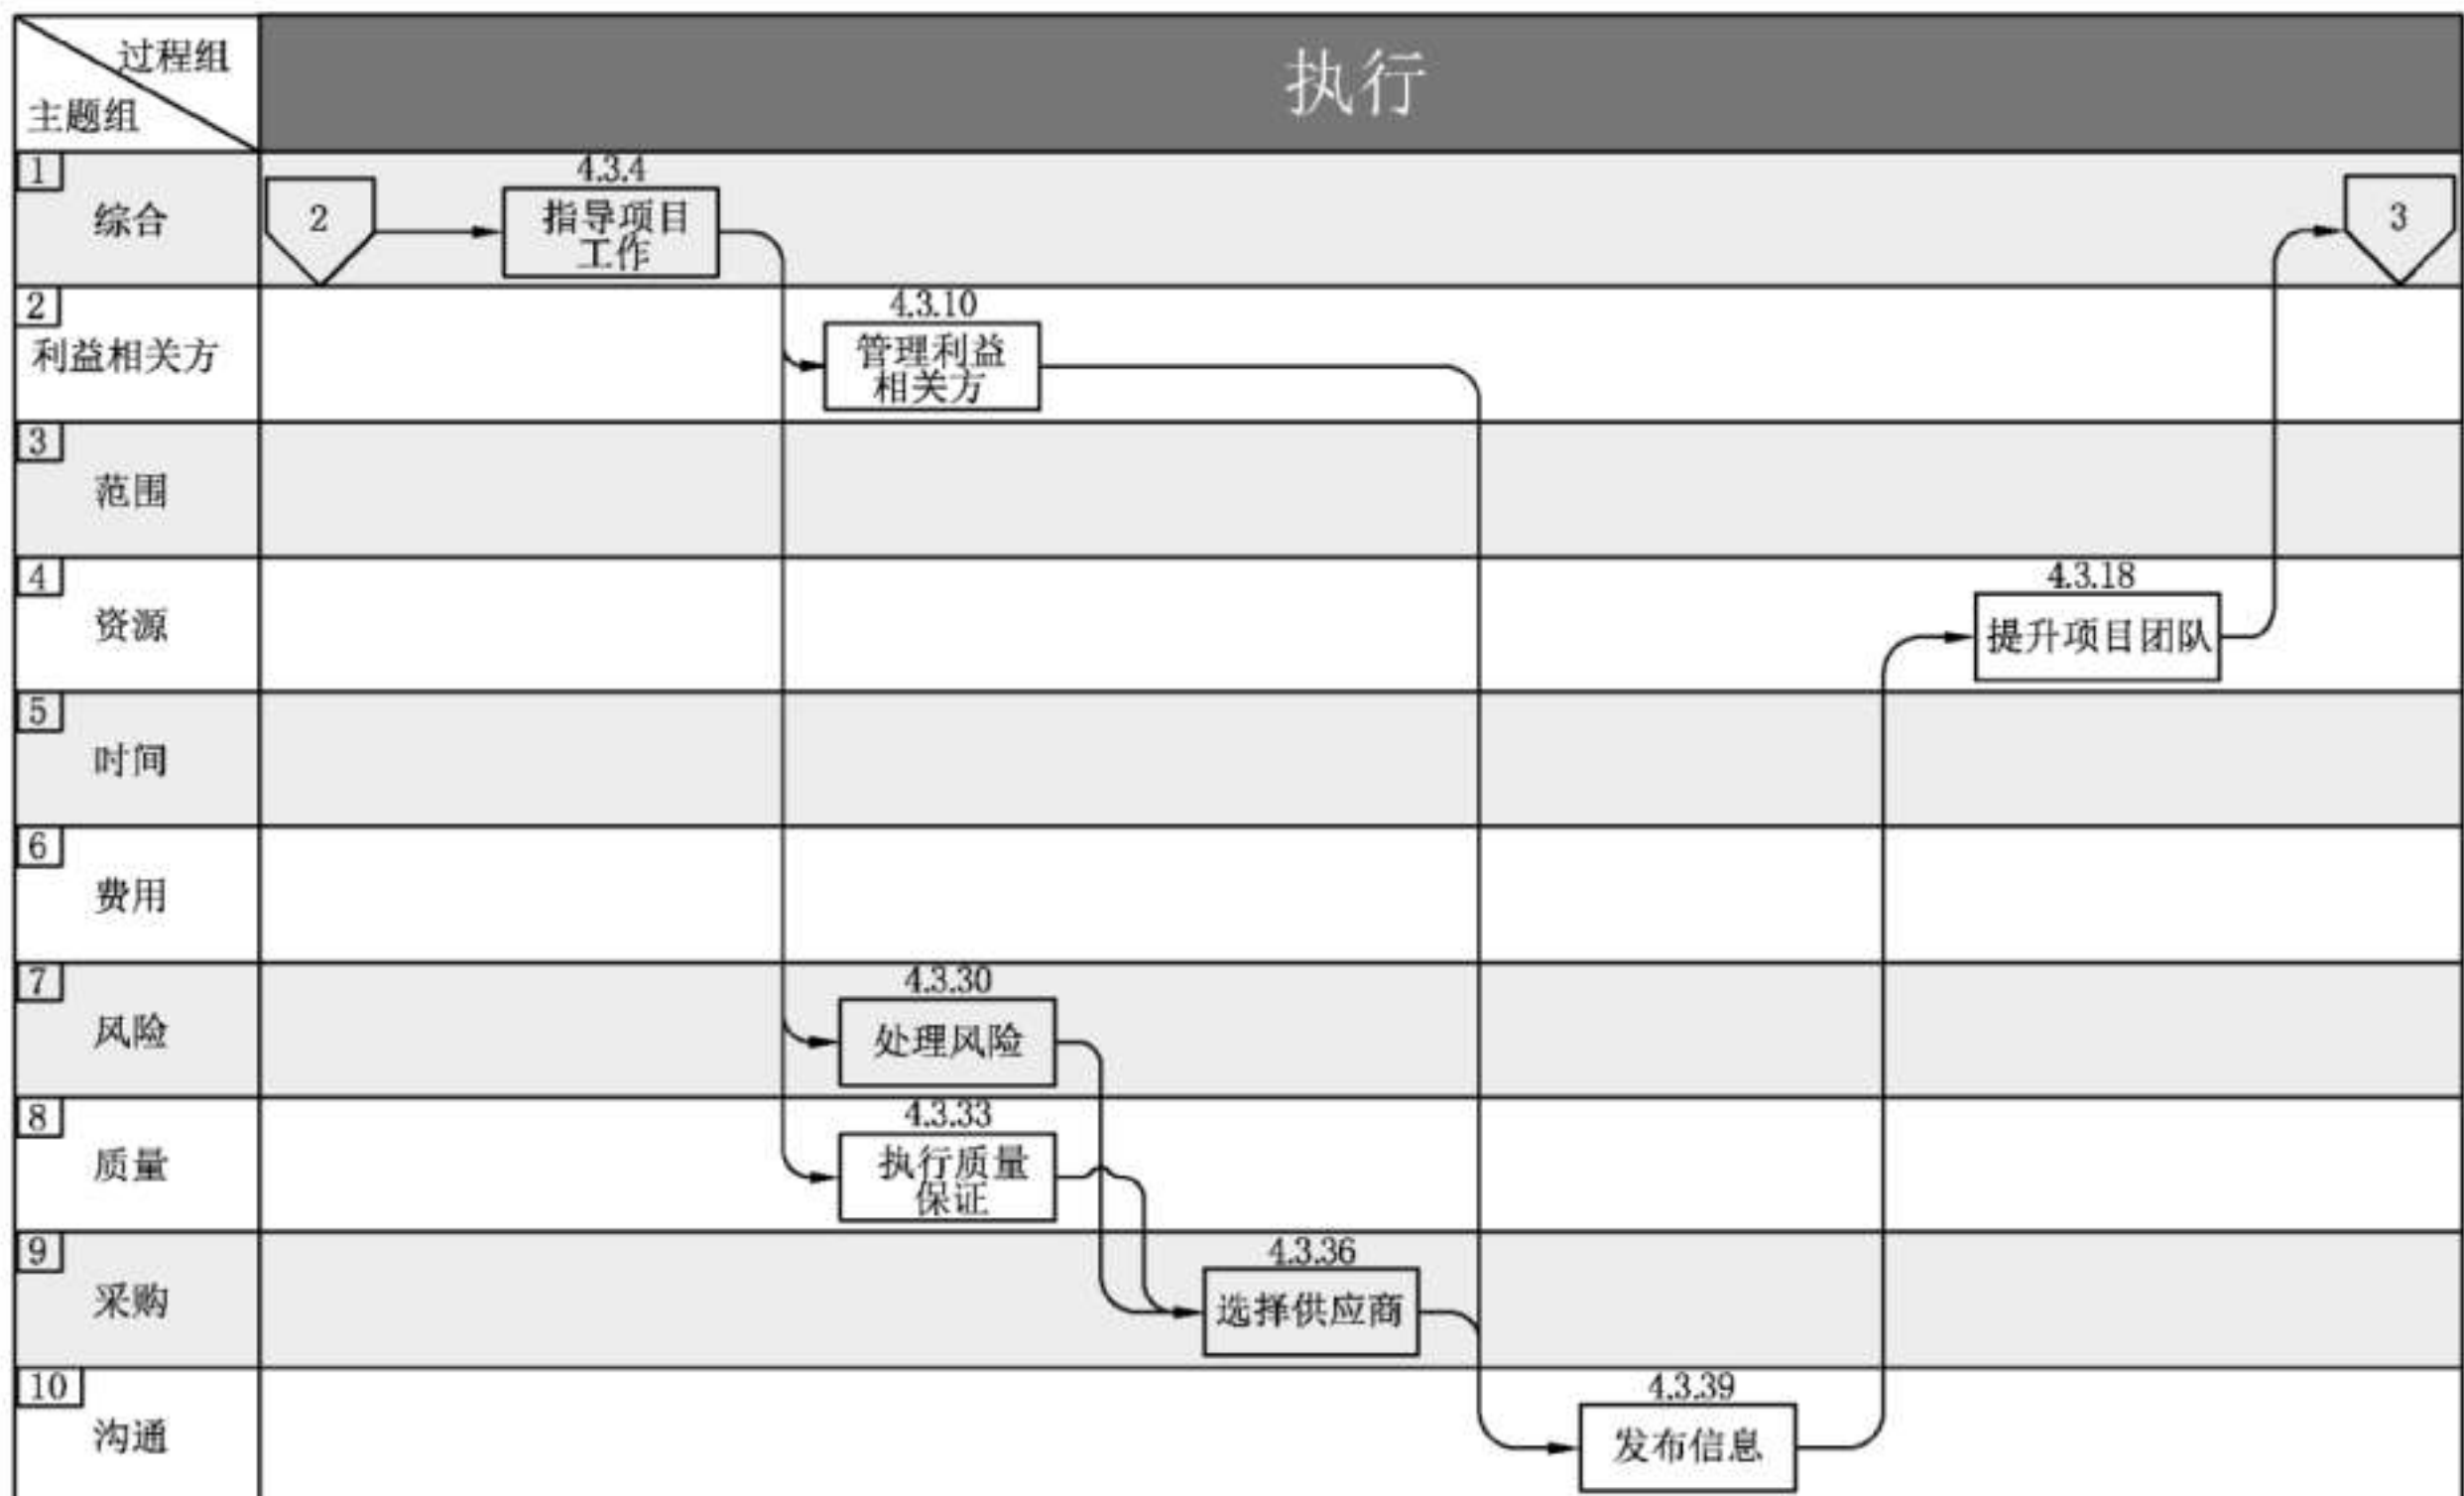 过程组
主题组
执行
1
综合
2
4.3.4
指导项目
工作
3
2
利益相关方
4.3.10
管理利益
相关方
3
范围
4
资源
4.3.18
提升项目团队
5
时间
6
费用
7
风险
4.3.30
处理风险
8
质量
4.3.33
执行质量
保证
9
采购
4.3.36
选择供应商
10
沟通
4.3.39
发布信息